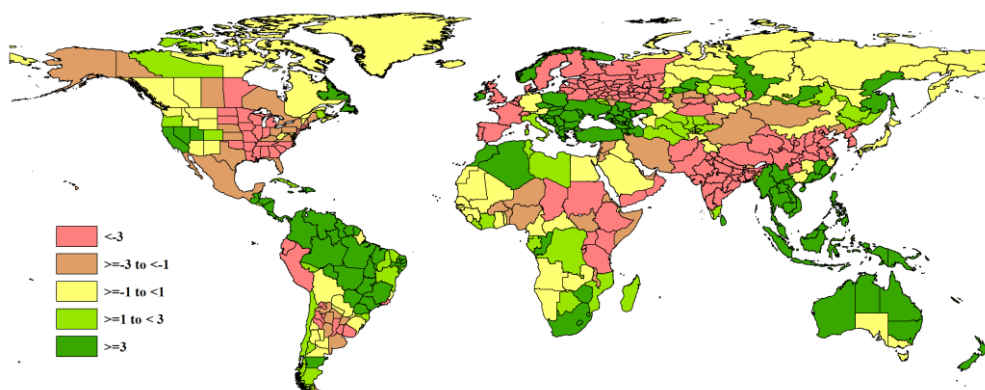 <-3
>=-3 to <-1
>=-1 to <1
>=1 to < 3
>=3